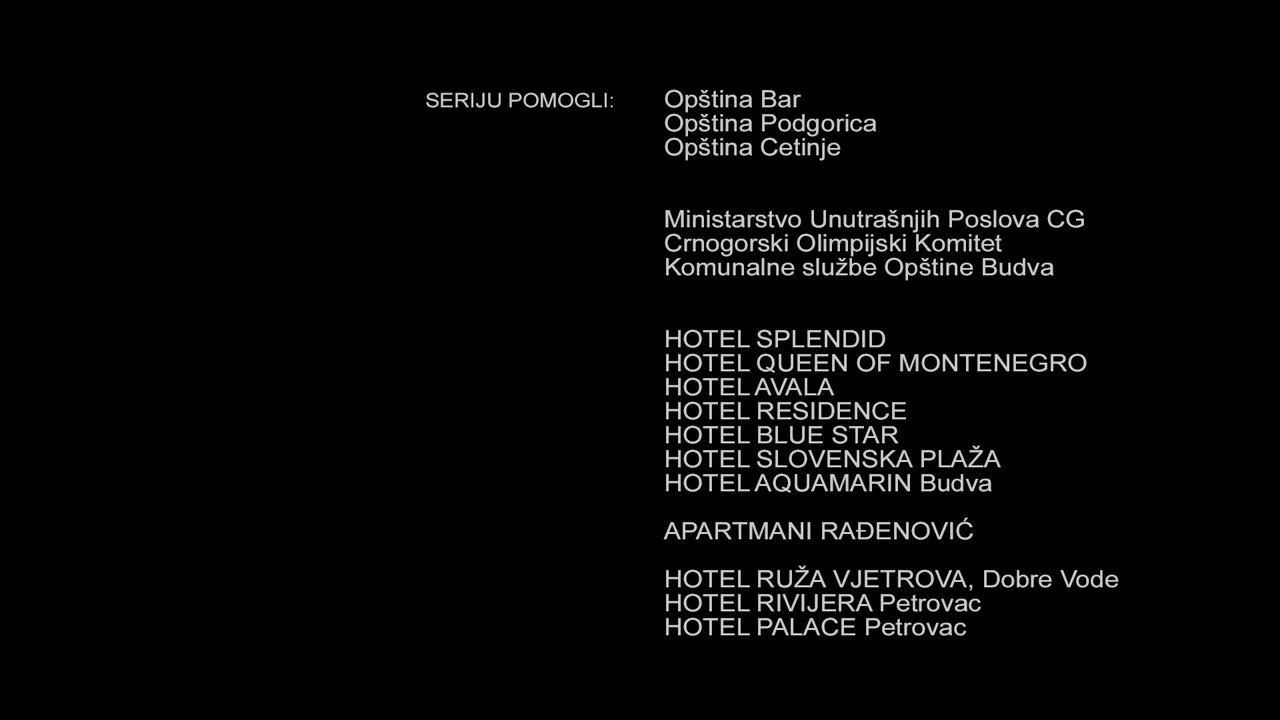 SERIJU POMOGLI: Opština Bar
Opština Podgorica
Opština Cetinje
Ministarstvo Unutrašnjih Poslova CG
Crnogorski Olimpijski Komitet
Komunalne službe Opštine Budva
HOTEL SPLENDID
HOTEL QUEEN OF MONTENEGRO
HOTEL AVALA
HOTEL RESIDENCE
HOTEL BLUE STAR
HOTEL SLOVENSKA PLAŽA
HOTEL AQUAMARIN Budva
APARTMANI RAĐENOVIĆ
HOTEL RUŽA VJETROVA, Dobre Vode
HOTEL RIVIJERA Petrovac
HOTEL PALACE Petrovac